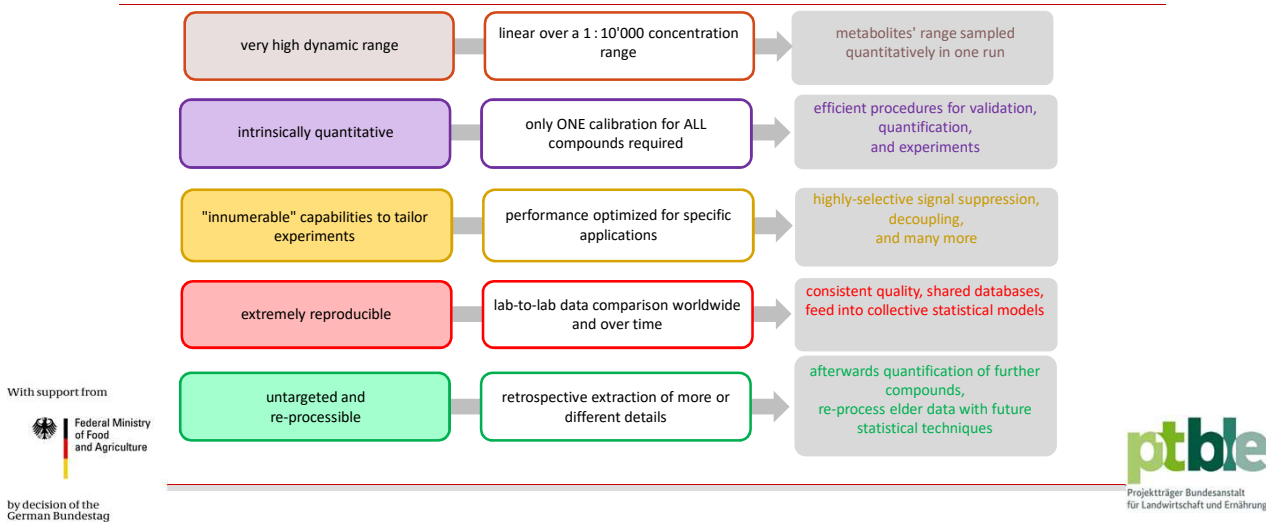 very high dynamic range
linear over a 1 : 10'000 concentration
range
metabolites' range sampled
quantitatively in one run
intrinsically quantitative
only ONE calibration for ALL
compounds required
efficient procedures for validation,
quantification,
and experiments
"innumerable" capabilities to tailor
experiments
performance optimized for specific
applications
highly-selective signal suppression,
decoupling,
and many more
extremely reproducible
lab-to-lab data comparison worldwide
and over time
consistent quality, shared databases,
feed into collective statistical models
untargeted and
re-processible
retrospective extraction of more or
different details
afterwards quantification of further
compounds,
re-process elder data with future
statistical techniques
With support from
Federal Ministry
of Food
and Agriculture
by decision of the
German Bundestag
ptble
Projektträger Bundesanstalt
für Landwirtschaft und Ernährung